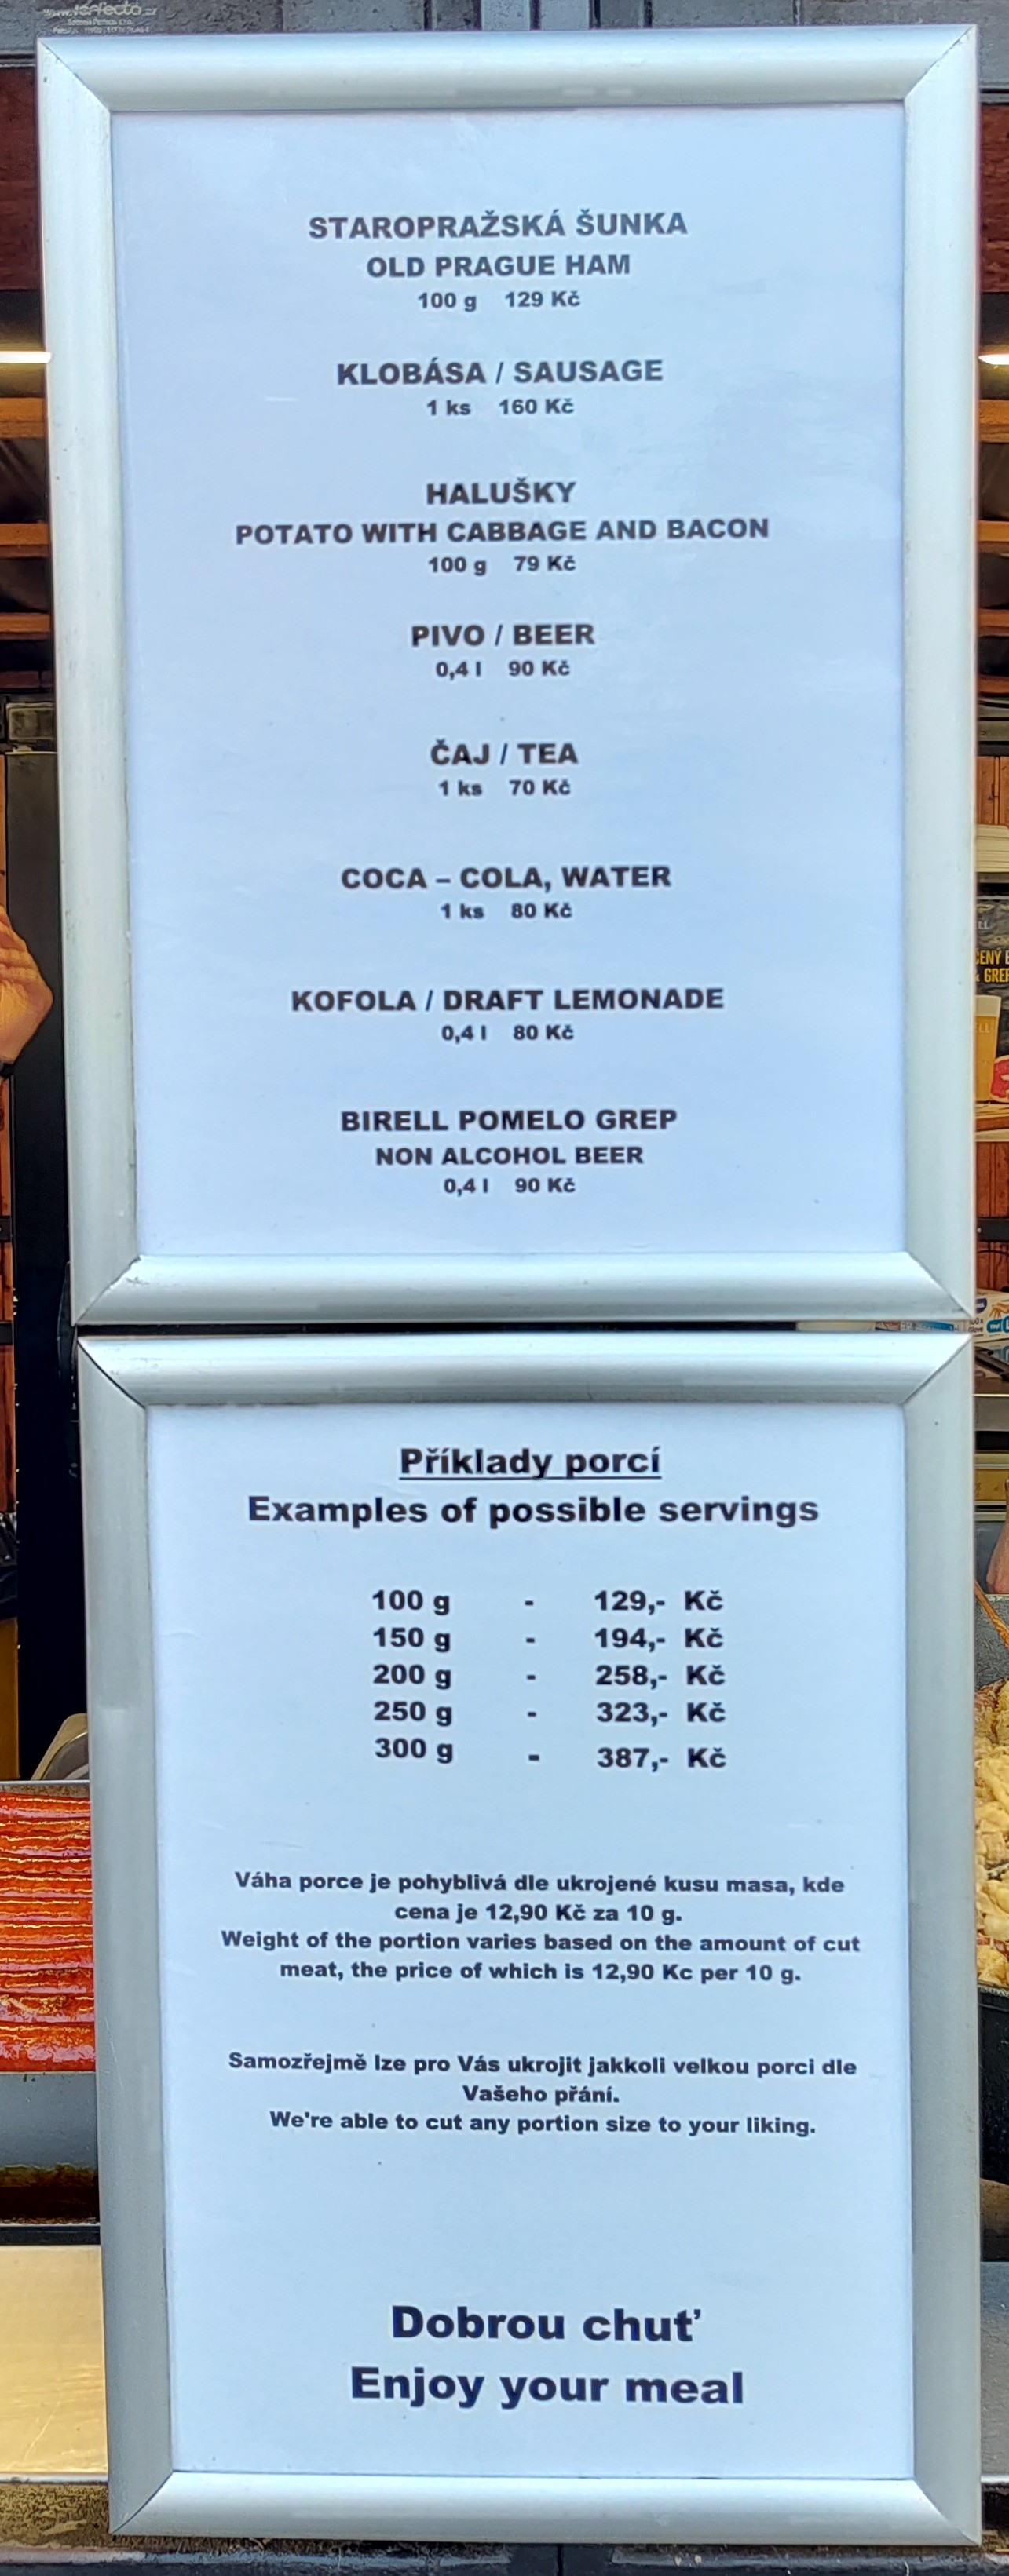 www.perfecto.cz
STAROPRAŽSKÁ ŠUNKA
OLD PRAGUE HAM
100 g 129 Kč
KLOBÁSA / SAUSAGE
1 ks 160 Kč
HALUŠKY
POTATO WITH CABBAGE AND BACON
100 g 79 Kč
PIVO / BEER
0,4 l 90 Kč
ČAJ / TEA
1 ks 70 Kč
COCA – COLA, WATER
1 ks 80 Kč
KOFOLA / DRAFT LEMONADE
0,4 l 80 Kč
BIRELL POMELO GREP
NON ALCOHOL BEER
0,4 l 90 Kč
Příklady porcí
Examples of possible servings
100 g - 129,- Kč
150 g - 194,- Kč
200 g - 258,- Kč
250 g - 323,- Kč
300 g - 387,- Kč
Váha porce je pohyblivá dle ukrojené kusu masa, kde
cena je 12,90 Kč za 10 g.
Weight of the portion varies based on the amount of cut
meat, the price of which is 12,90 Kc per 10 g.
Samozřejmě lze pro Vás ukrojit jakkoli velkou porci dle
Vašeho přání.
We're able to cut any portion size to your liking.
Dobrou chuť
Enjoy your meal